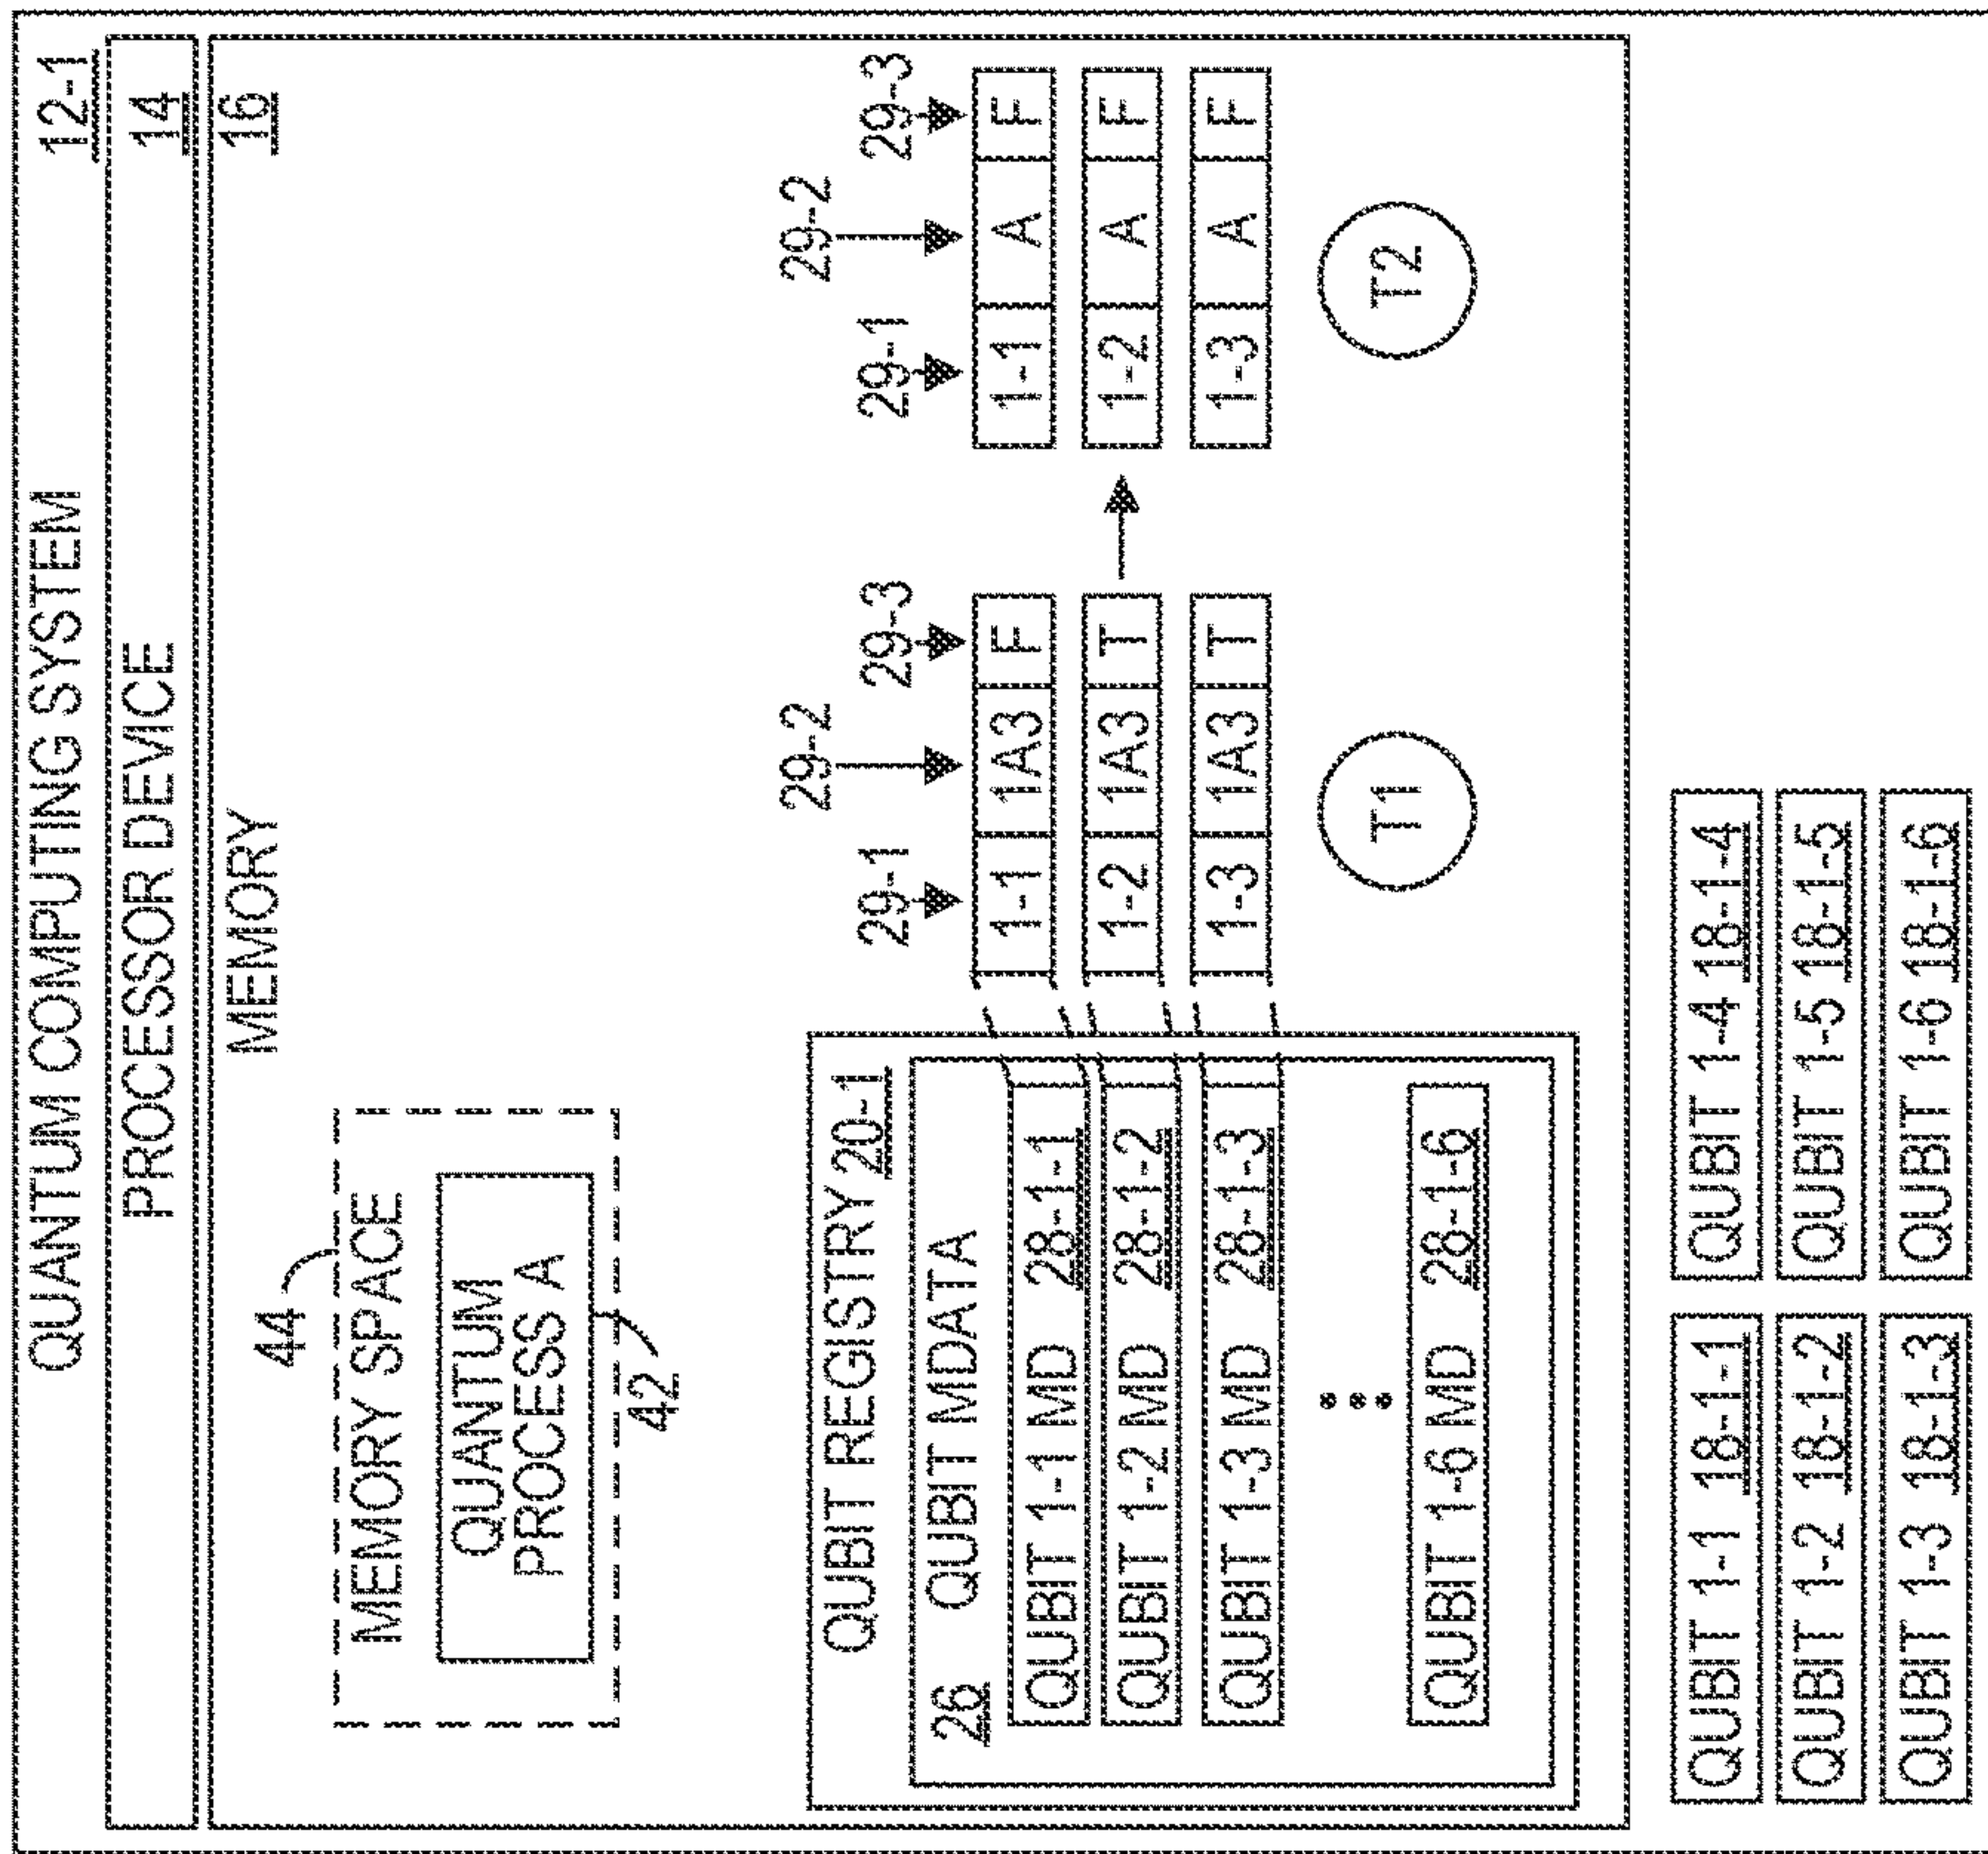 QUANTUM COMPUTING SYSTEM 12-1
PROCESSOR DEVICE 14
MEMORY 16
44
MEMORY SPACE
QUANTUM
PROCESS A
42
QUBIT REGISTRY 20-1
26 QUBIT MDATA
QUBIT 1-1 MD 28-1-1
QUBIT 1-2 MD 28-1-2
QUBIT 1-3 MD 28-1-3
•••
QUBIT 1-6 MD 28-1-6
29-1 29-2 29-3
1-1 1A3 F
1-2 1A3 T
1-3 1A3 T
T1
29-1 29-2 29-3
1-1 A F
1-2 A F
1-3 A F
T2
QUBIT 1-1 18-1-1
QUBIT 1-2 18-1-2
QUBIT 1-3 18-1-3
QUBIT 1-4 18-1-4
QUBIT 1-5 18-1-5
QUBIT 1-6 18-1-6